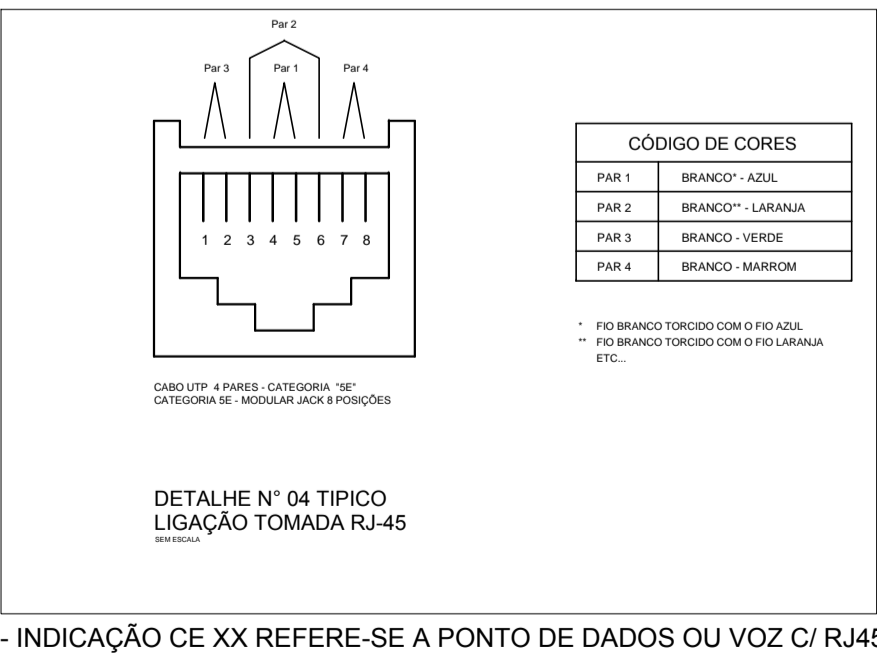 Par 2
Par 3 Par 1 Par 4
1 2 3 4 5 6 7 8
CABO UTP 4 PARES - CATEGORIA "5E"
CATEGORIA 5E - MODULAR JACK 8 POSIÇÕES
DETALHE N° 04 TIPICO
LIGAÇÃO TOMADA RJ-45
SEM ESCALA
CÓDIGO DE CORES
PAR 1 BRANCO* - AZUL
PAR 2 BRANCO** - LARANJA
PAR 3 BRANCO - VERDE
PAR 4 BRANCO - MARROM
* FIO BRANCO TORCIDO COM O FIO AZUL
** FIO BRANCO TORCIDO COM O FIO LARANJA
ETC...
- INDICAÇÃO CE XX REFERE-SE A PONTO DE DADOS OU VOZ C/ RJ45